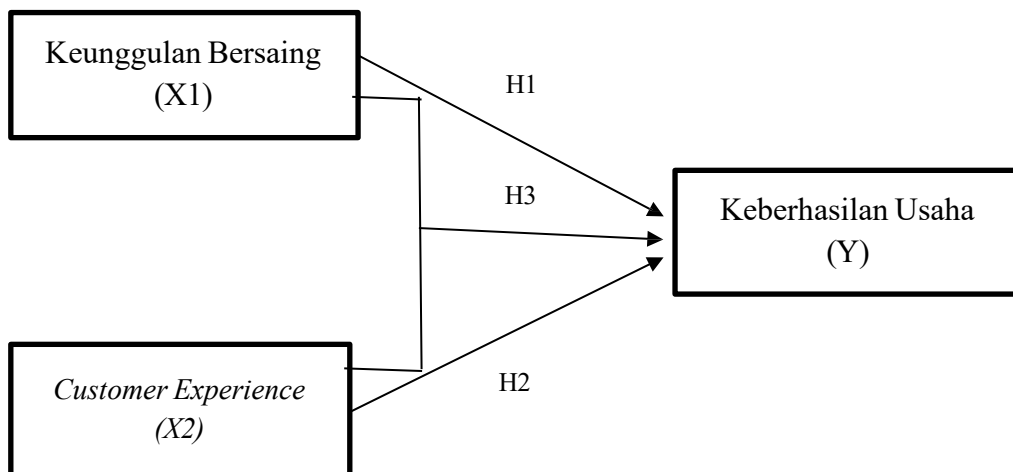 Keunggulan Bersaing
(X1)
H1
H3
Keberhasilan Usaha
(Y)
Customer Experience
(X2)
H2